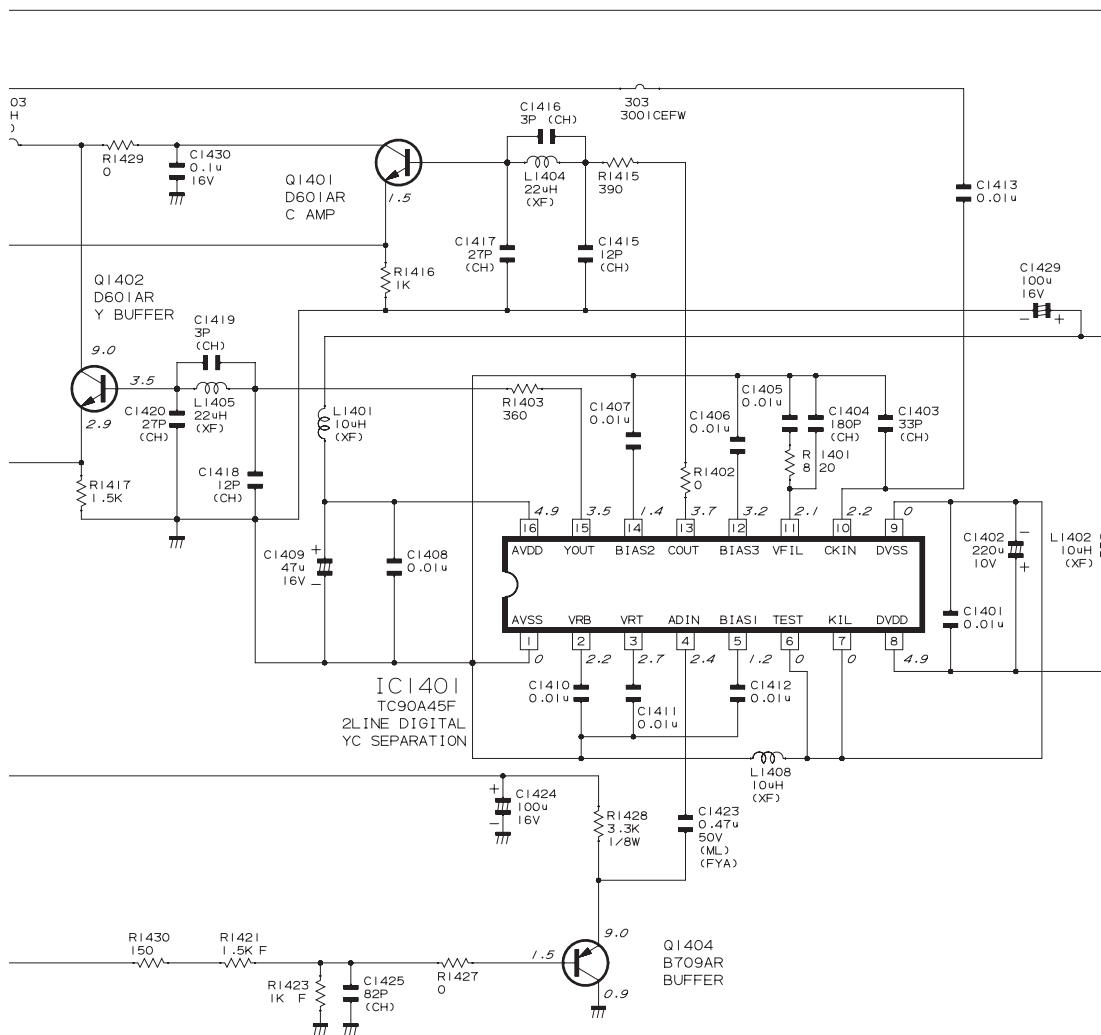 03
H
)
R1429
0
C1430
0.1u
16V
Q1401
D601AR
C AMP
1.5
C1416
3P (CH)
L1404
22uH
(XF)
R1415
390
303
3001CEFW
C1413
0.01u
C1417
27P
(CH)
C1415
12P
(CH)
R1416
1K
C1429
100u
16V
- +
Q1402
D601AR
Y BUFFER
C1419
3P
(CH)
9.0
3.5
2.9
C1420
27P
(CH)
L1405
22uH
(XF)
L1401
10uH
(XF)
R1403
360
C1407
0.01u
C1406
0.01u
C1405
0.01u
C1404
180P
(CH)
C1403
33P
(CH)
R1402
0
R 1401
8 20
C1418
12P
(CH)
R1417
1.5K
4.9 3.5 1.4 3.7 3.2 2.1 2.2 0
16 15 14 13 12 11 10 9
AVDD YOUT BIAS2 COUT BIAS3 VFIL CKIN DVSS
C1409
47u
16V
+
-
C1408
0.01u
C1402
220u
10V
-
+
L1402
10uH
(XF)
C1401
0.01u
AVSS VRB VRT ADIN BIAS1 TEST KIL DVDD
1 2 3 4 5 6 7 8
0 2.2 2.7 2.4 1.2 0 0 4.9
IC1401
TC90A45F
2LINE DIGITAL
YC SEPARATION
C1410
0.01u
C1411
0.01u
C1412
0.01u
L1408
10uH
(XF)
+
-
C1424
100u
16V
R1428
3.3K
1/8W
C1423
0.47u
50V
(ML)
(FYA)
R1430
150
R1421
1.5K F
R1423
1K F
C1425
82P
(CH)
R1427
0
1.5
9.0
0.9
Q1404
B709AR
BUFFER